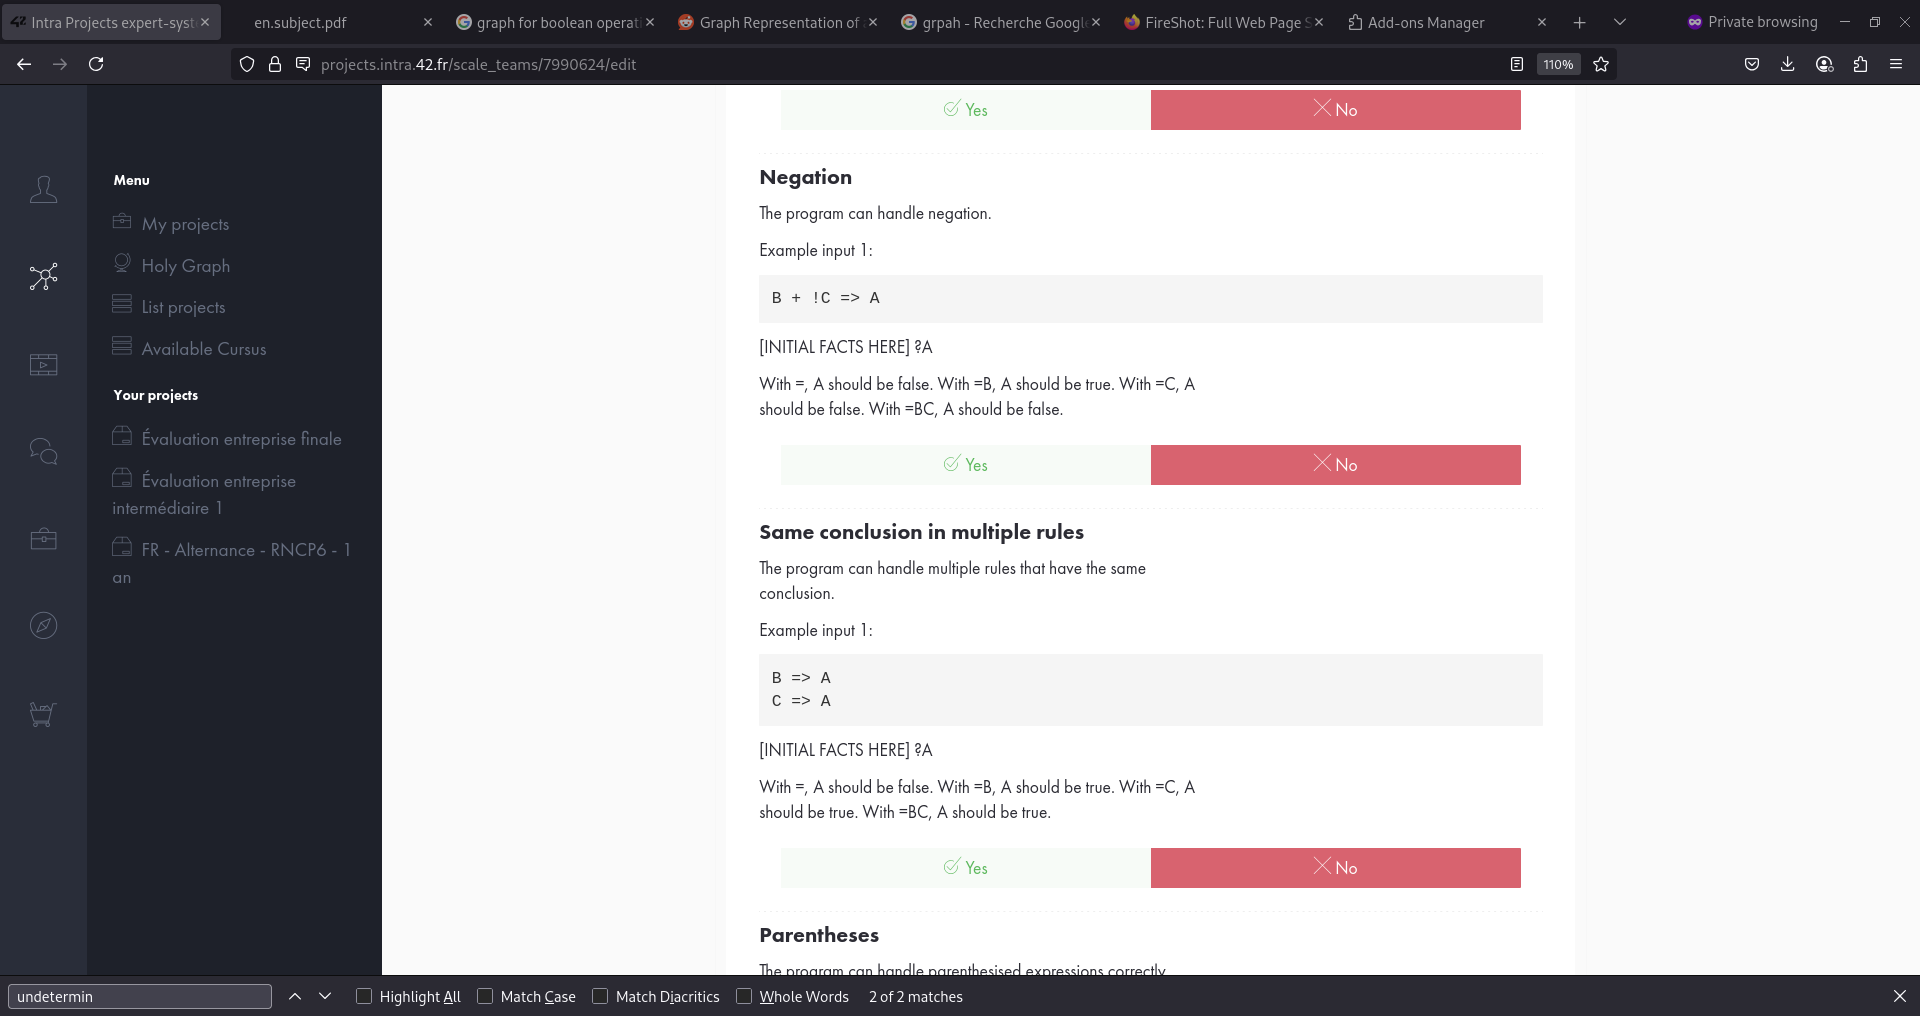 Intra Projects expert-syst
en.subject.pdf
graph for boolean operati
Graph Representation of a
grpah - Recherche Google
FireShot: Full Web Page S
Add-ons Manager
Private browsing
projects.intra.42.fr/scale_teams/7990624/edit
110%
Menu
My projects
Holy Graph
List projects
Available Cursus
Your projects
Évaluation entreprise finale
Évaluation entreprise
intermédiaire 1
FR - Alternance - RNCP6 - 1
an
Yes
No
Negation
The program can handle negation.
Example input 1:
B + !C => A
[INITIAL FACTS HERE] ?A
With =, A should be false. With =B, A should be true. With =C, A
should be false. With =BC, A should be false.
Yes
No
Same conclusion in multiple rules
The program can handle multiple rules that have the same
conclusion.
Example input 1:
B => A
C => A
[INITIAL FACTS HERE] ?A
With =, A should be false. With =B, A should be true. With =C, A
should be true. With =BC, A should be true.
Yes
No
Parentheses
The program can handle parenthesised expressions correctly
undetermin
Highlight All
Match Case
Match Diacritics
Whole Words
2 of 2 matches